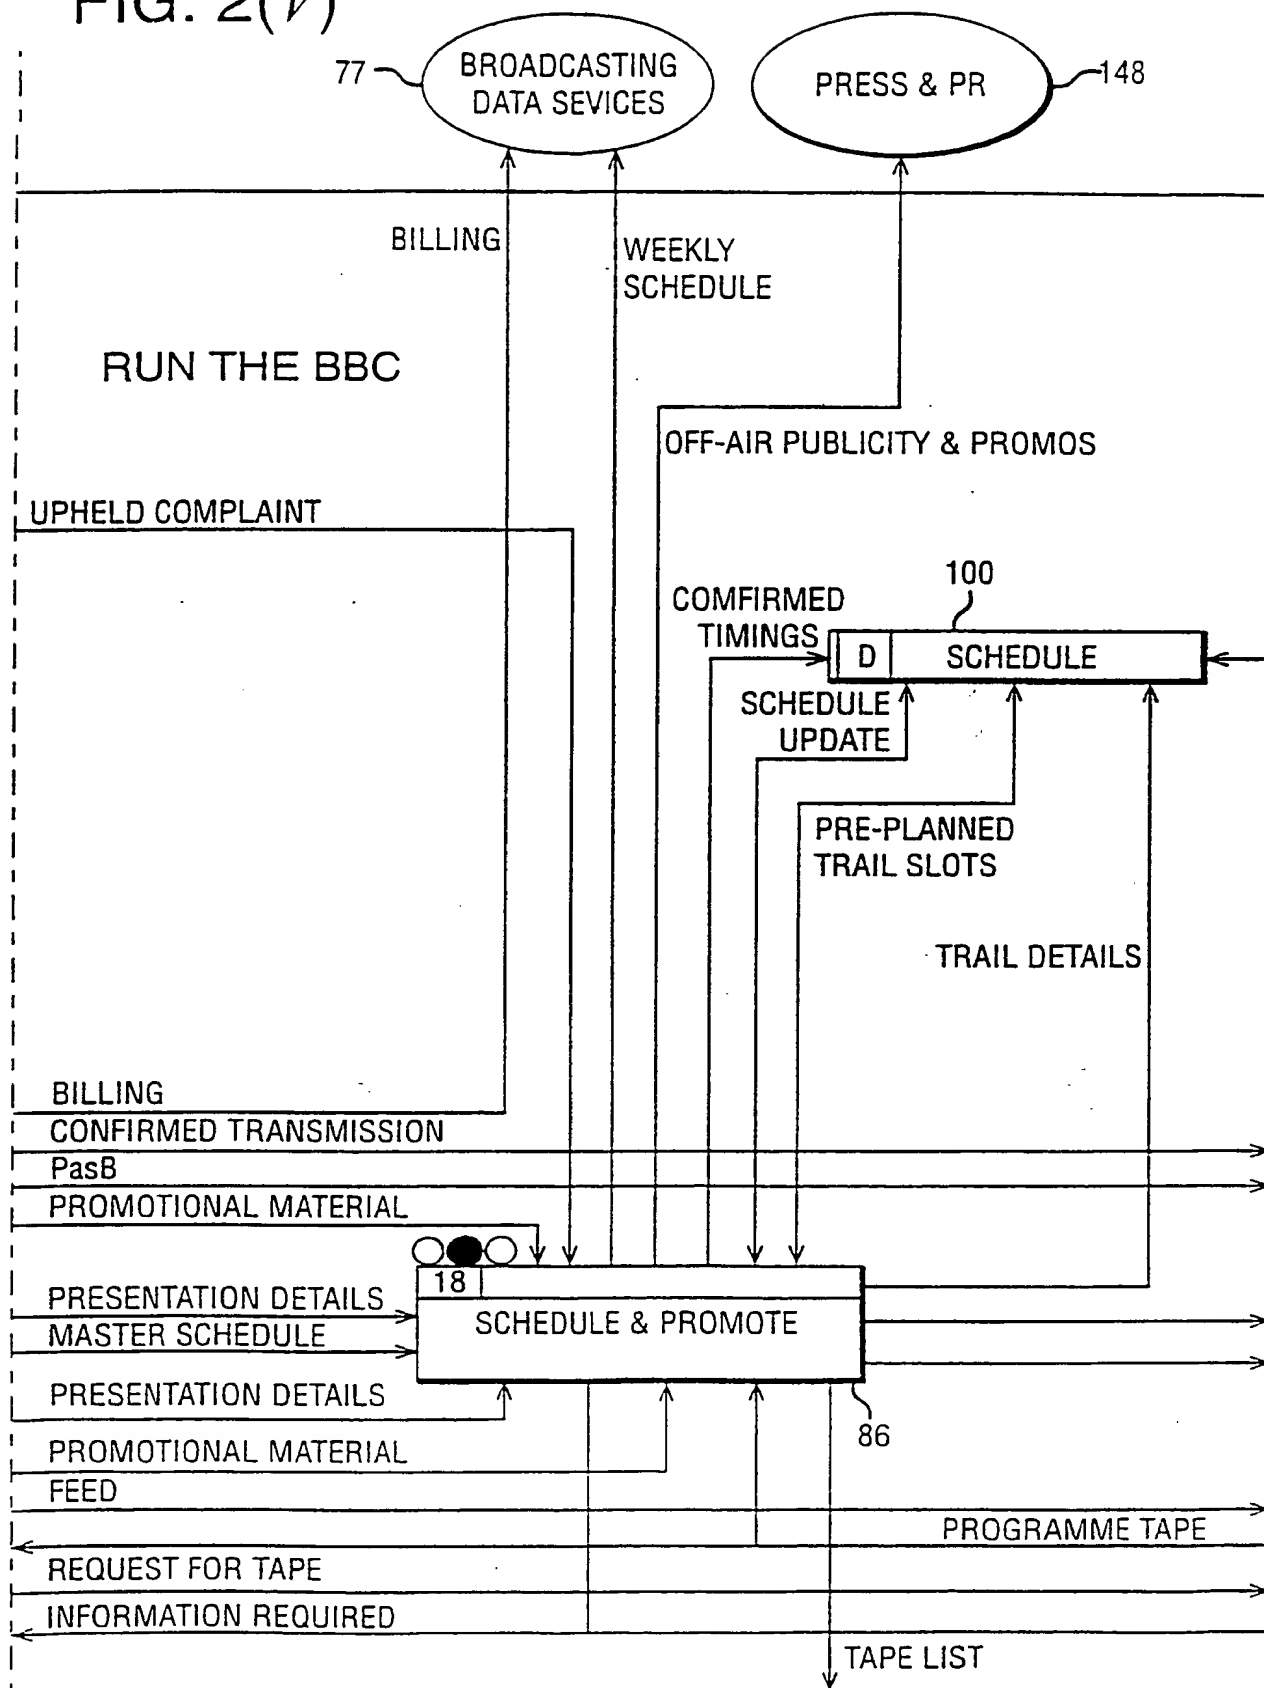 FIG. 2(V)
77
BROADCASTING
DATA SEVICES
PRESS & PR
148
BILLING
WEEKLY
SCHEDULE
RUN THE BBC
OFF-AIR PUBLICITY & PROMOS
UPHELD COMPLAINT
100
COMFIRMED
TIMINGS
D
SCHEDULE
SCHEDULE
UPDATE
PRE-PLANNED
TRAIL SLOTS
TRAIL DETAILS
BILLING
CONFIRMED TRANSMISSION
PasB
PROMOTIONAL MATERIAL
18
PRESENTATION DETAILS
SCHEDULE & PROMOTE
MASTER SCHEDULE
PRESENTATION DETAILS
86
PROMOTIONAL MATERIAL
FEED
PROGRAMME TAPE
REQUEST FOR TAPE
INFORMATION REQUIRED
TAPE LIST